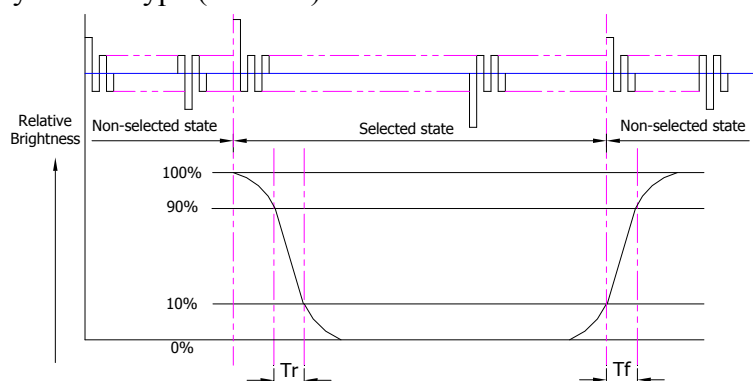 Non-selected state
Selected state
Non-selected state
Relative
Brightness
100%
90%
10%
0%
Tr
Tf